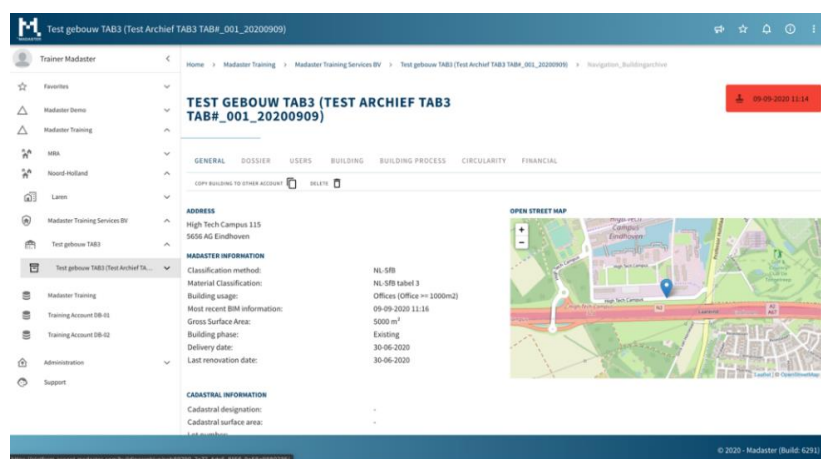 MADASTER
Test gebouw TAB3 (Test Archief TAB3 TAB#_001_20200909)
Trainer Madaster
Favorites
Madaster Demo
Madaster Training
MRA
Noord-Holland
Laren
Madaster Training Services BV
Test gebouw TAB3
Test gebouw TAB3 (Test Archief TA...
Madaster Training
Training Account DB-01
Training Account DB-02
Administration
Support
Home > Madaster Training > Madaster Training Services BV > Test gebouw TAB3 (Test Archief TAB3 TAB#_001_20200909) > Navigation_Buildingarchive
TEST GEBOUW TAB3 (TEST ARCHIEF TAB3
TAB#_001_20200909)
09-09-2020 11:14
GENERAL DOSSIER USERS BUILDING BUILDING PROCESS CIRCULARITY FINANCIAL
COPY BUILDING TO OTHER ACCOUNT DELETE
ADDRESS
High Tech Campus 115
5656 AG Eindhoven
MADASTER INFORMATION
Classification method: NL-SfB
Material Classification: NL-SfB tabel 3
Building usage: Offices (Office >= 1000m2)
Most recent BIM information: 09-09-2020 11:16
Gross Surface Area: 5000 m²
Building phase: Existing
Delivery date: 30-06-2020
Last renovation date: 30-06-2020
CADASTRAL INFORMATION
Cadastral designation: -
Cadastral surface area: -
OPEN STREET MAP
+
-
High Tech
Campus
Eindhoven
High Tech Campus
High Tech Campus
N2
A2
A67
Leaflet | © OpenStreetMap
© 2020 - Madaster (Build: 6291)